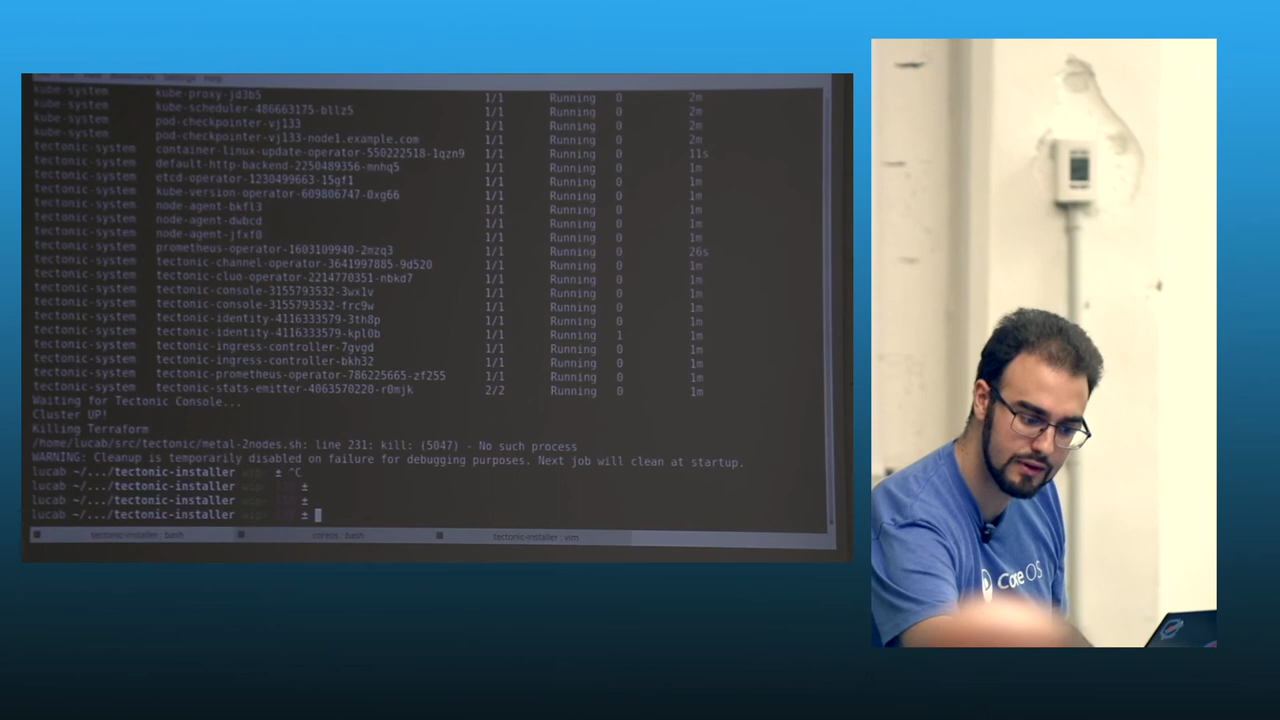 kube-system kube-proxy-jd3b5 1/1 Running 0 2m
kube-system kube-scheduler-486663175-bllz5 1/1 Running 0 2m
kube-system pod-checkpointer-vj133 1/1 Running 0 2m
kube-system pod-checkpointer-vj133-node1.example.com 1/1 Running 0 2m
tectonic-system container-linux-update-operator-550222518-1qzn9 1/1 Running 0 11s
tectonic-system default-http-backend-2250489356-mnhq5 1/1 Running 0 1m
tectonic-system etcd-operator-1230499663-15gf1 1/1 Running 0 1m
tectonic-system kube-version-operator-609806747-0xg66 1/1 Running 0 1m
tectonic-system node-agent-bkfl3 1/1 Running 0 1m
tectonic-system node-agent-dwbcd 1/1 Running 0 1m
tectonic-system node-agent-jfxf0 1/1 Running 0 1m
tectonic-system prometheus-operator-1603109940-2mzq3 1/1 Running 0 26s
tectonic-system tectonic-channel-operator-3641997885-9d520 1/1 Running 0 1m
tectonic-system tectonic-cluo-operator-2214770351-nbkd7 1/1 Running 0 1m
tectonic-system tectonic-console-3155793532-3wx1v 1/1 Running 0 1m
tectonic-system tectonic-console-3155793532-frc9w 1/1 Running 0 1m
tectonic-system tectonic-identity-4116333579-3th8p 1/1 Running 0 1m
tectonic-system tectonic-identity-4116333579-kpl0b 1/1 Running 1 1m
tectonic-system tectonic-ingress-controller-7gvgd 1/1 Running 0 1m
tectonic-system tectonic-ingress-controller-bkh32 1/1 Running 0 1m
tectonic-system tectonic-prometheus-operator-786225665-zf255 1/1 Running 0 1m
tectonic-system tectonic-stats-emitter-4063570220-r0mjk 2/2 Running 0 1m
Waiting for Tectonic Console...
Cluster UP!
Killing Terraform
/home/lucab/src/tectonic/metal-2nodes.sh: line 231: kill: (5047) - No such process
WARNING: Cleanup is temporarily disabled on failure for debugging purposes. Next job will clean at startup.
lucab ~/.../tectonic-installer ± ^C
lucab ~/.../tectonic-installer ±
lucab ~/.../tectonic-installer ±
lucab ~/.../tectonic-installer ±
tectonic-installer : bash coreos : bash tectonic-installer : vim
Core OS